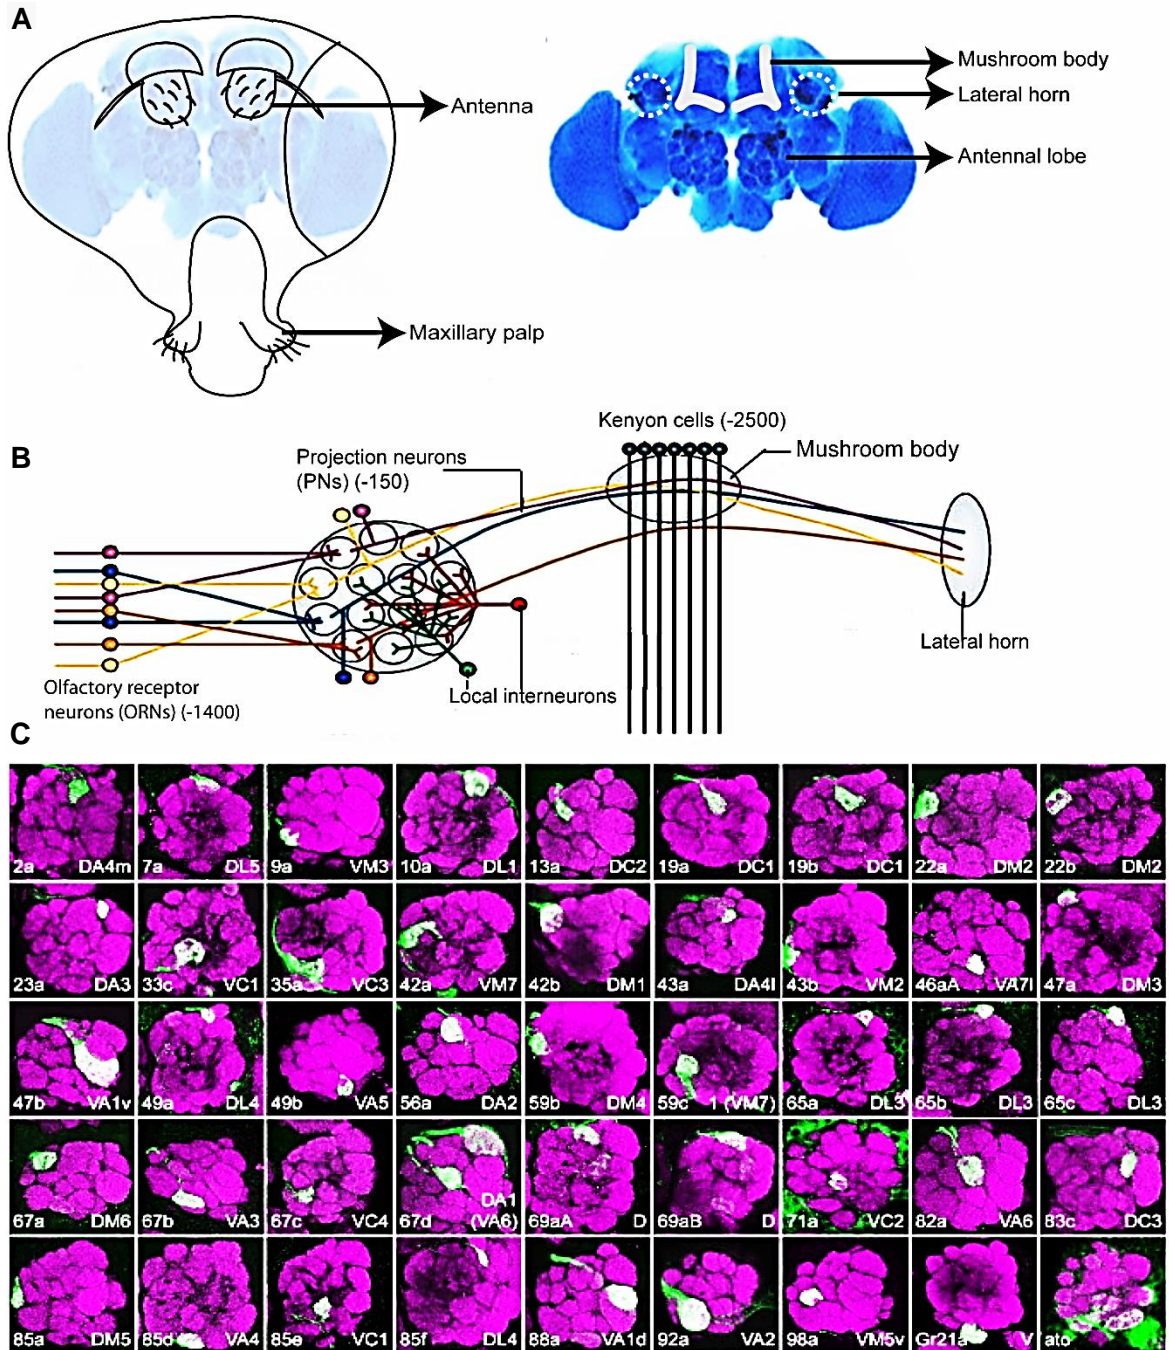 A
Antenna
Maxillary palp
Mushroom body
Lateral horn
Antennal lobe
B
Projection neurons
(PNs) (-150)
Kenyon cells (-2500)
Mushroom body
Lateral horn
Local interneurons
Olfactory receptor
neurons (ORNs) (-1400)
C
2a DA4m
7a DL5
9a VM3
10a DL1
13a DC2
19a DC1
19b DC1
22a DM2
22b DM2
23a DA3
33c VC1
35a VC3
42a VM7
42b DM1
43a DA4l
43b VM2
46aA VA7l
47a DM3
47b VA1v
49a DL4
49b VA5
56a DA2
59b DM4
59c 1 (VM7)
65a DL3
65b DL3
65c DL3
67a DM6
67b VA3
67c VC4
DA1
67d (VA6)
69aA D
69aB D
71a VC2
82a VA6
83c DC3
85a DM5
85d VA4
85e VC1
85f DL4
88a VA1d
92a VA2
98a VM5v
Gr21a V
ato